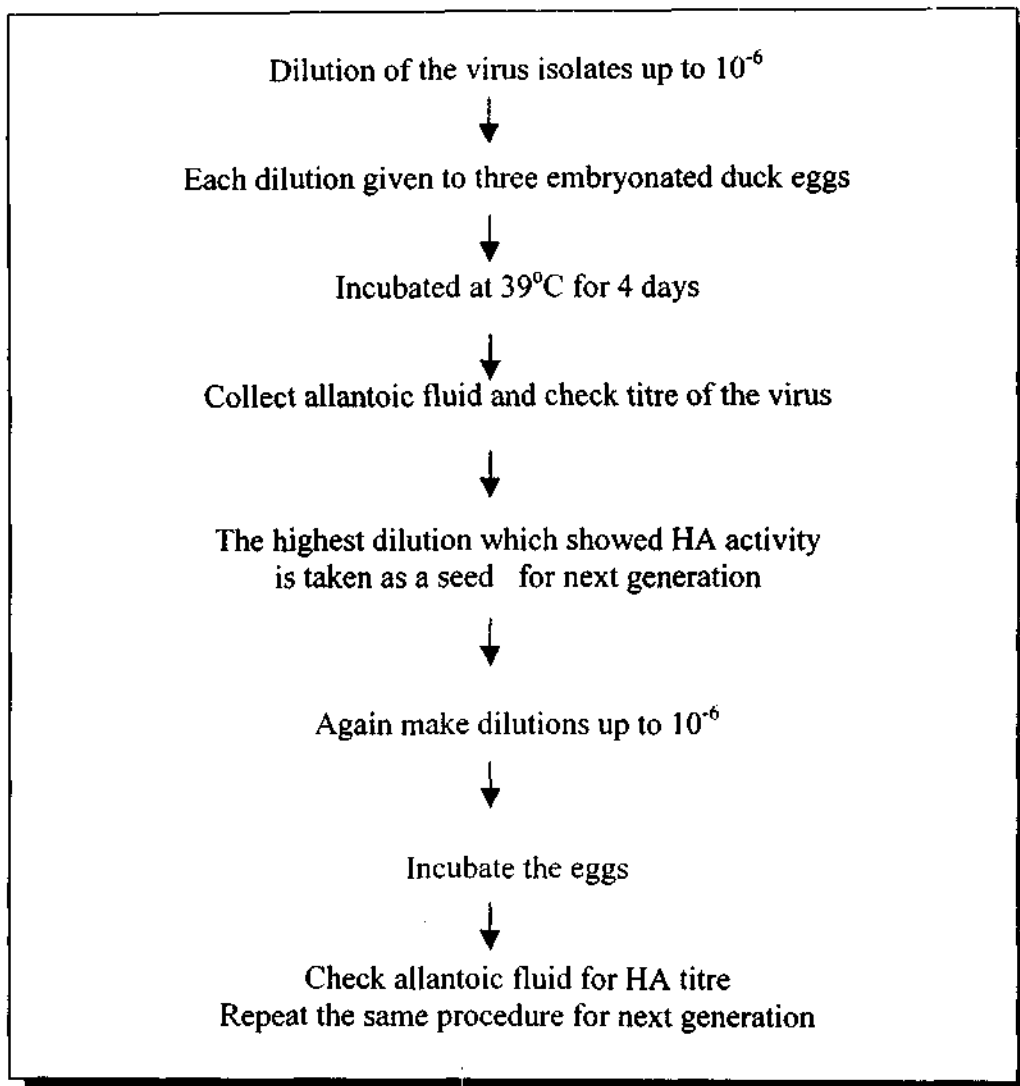 Dilution of the virus isolates up to 10⁻⁶
Each dilution given to three embryonated duck eggs
Incubated at 39⁰C for 4 days
Collect allantoic fluid and check titre of the virus
The highest dilution which showed HA activity
is taken as a seed for next generation
Again make dilutions up to 10⁻⁶
Incubate the eggs
Check allantoic fluid for HA titre
Repeat the same procedure for next generation